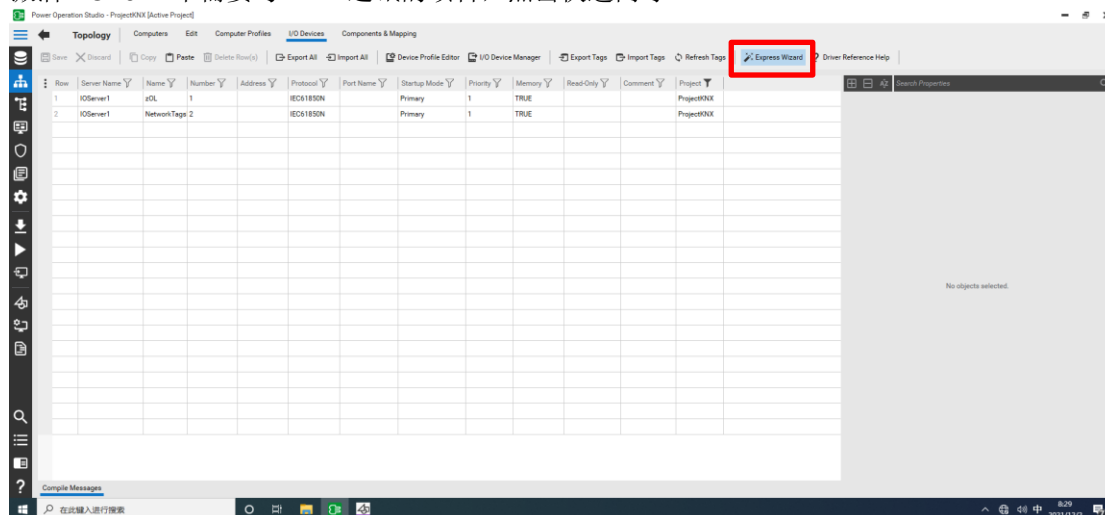 Power Operation Studio - ProjectKNX [Active Project]
Topology Computers Edit Computer Profiles I/O Devices Components & Mapping
Save Discard Copy Paste Delete Row(s) Export All Import All Device Profile Editor I/O Device Manager Export Tags Import Tags Refresh Tags Express Wizard Driver Reference Help
Row Server Name Name Number Address Protocol Port Name Startup Mode Priority Memory Read-Only Comment Project Search Properties
1 IOServer1 zOL 1 IEC61850N Primary 1 TRUE ProjectKNX
2 IOServer1 NetworkTags 2 IEC61850N Primary 1 TRUE ProjectKNX
No objects selected.
Compile Messages
在此键入进行搜索 中 8:29